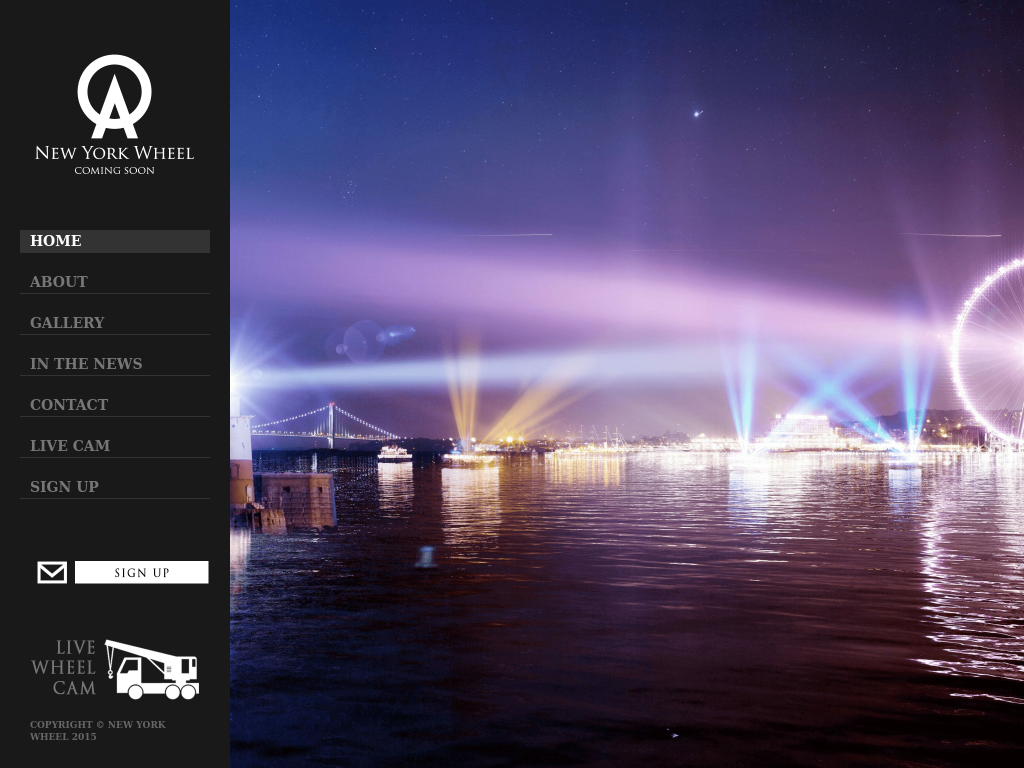 NEW YORK WHEEL
COMING SOON
HOME
ABOUT
GALLERY
IN THE NEWS
CONTACT
LIVE CAM
SIGN UP
SIGN UP
LIVE
WHEEL
CAM
COPYRIGHT © NEW YORK
WHEEL 2015